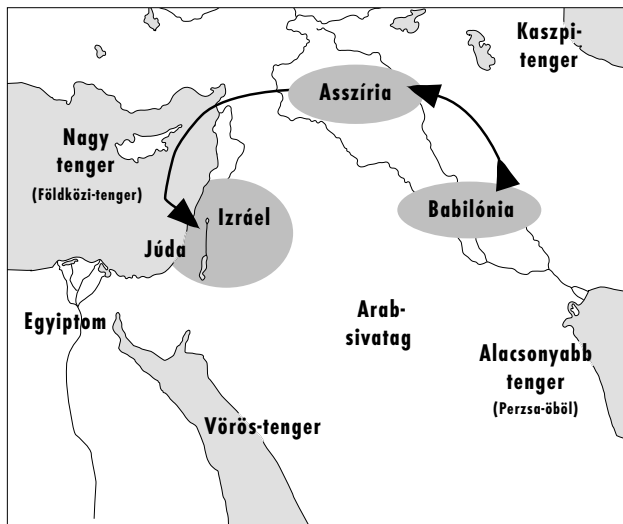 Kaszpi-
tenger
Asszíria
Nagy
tenger
(Földközi-tenger)
Izráel
Babilónia
Júda
Egyiptom
Arab-
sivatag
Alacsonyabb
tenger
(Perzsa-öböl)
Vörös-tenger